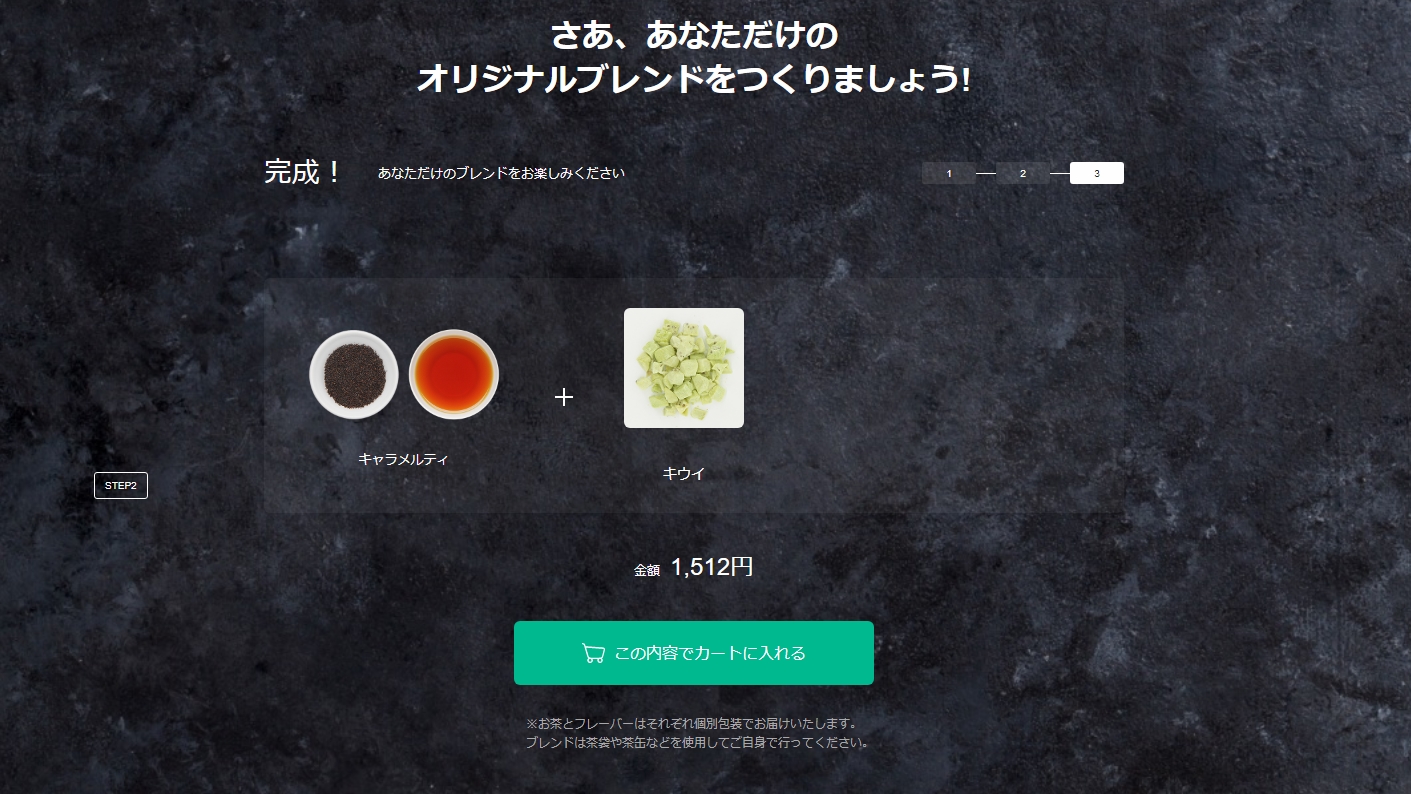 さあ、あなただけの
オリジナルブレンドをつくりましょう!
完成！
あなただけのブレンドをお楽しみください
1
2
3
キャラメルティ
キウイ
STEP2
金額 1,512円
この内容でカートに入れる
※お茶とフレーバーはそれぞれ個別包装でお届けいたします。
ブレンドは茶袋や茶缶などを使用してご自身で行ってください。